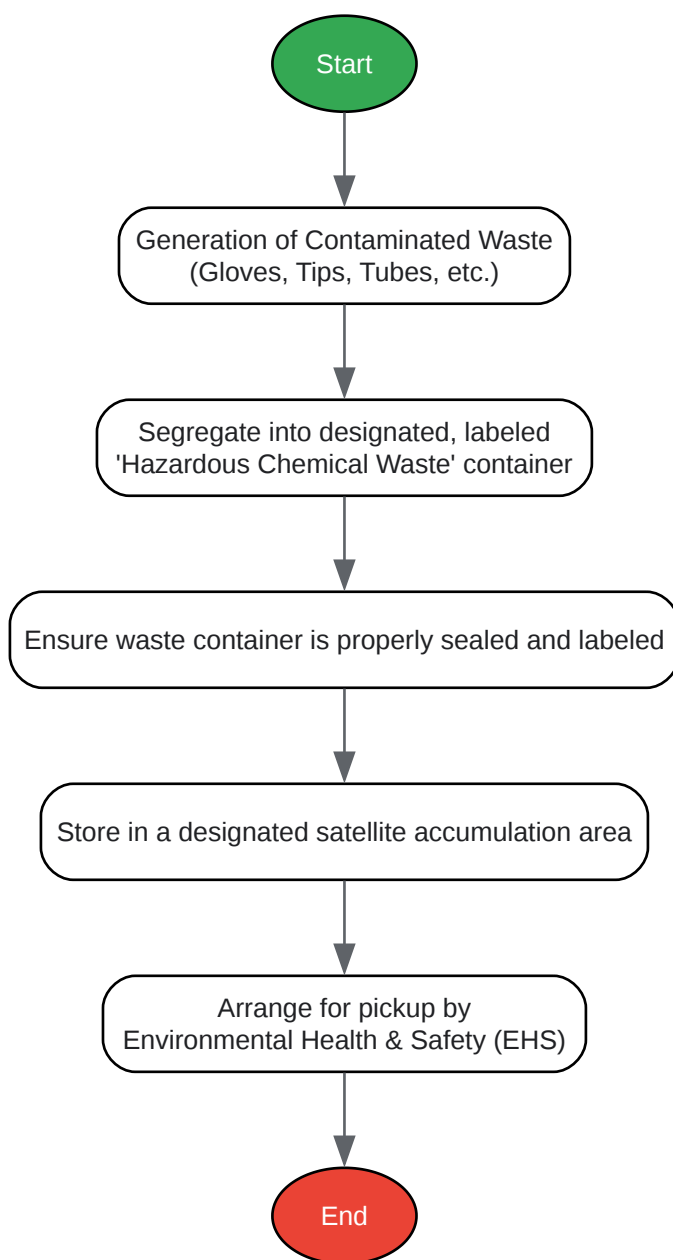 Start
Generation of Contaminated Waste
(Gloves, Tips, Tubes, etc.)
Segregate into designated, labeled
'Hazardous Chemical Waste' container
Ensure waste container is properly sealed and labeled
Store in a designated satellite accumulation area
Arrange for pickup by
Environmental Health & Safety (EHS)
End